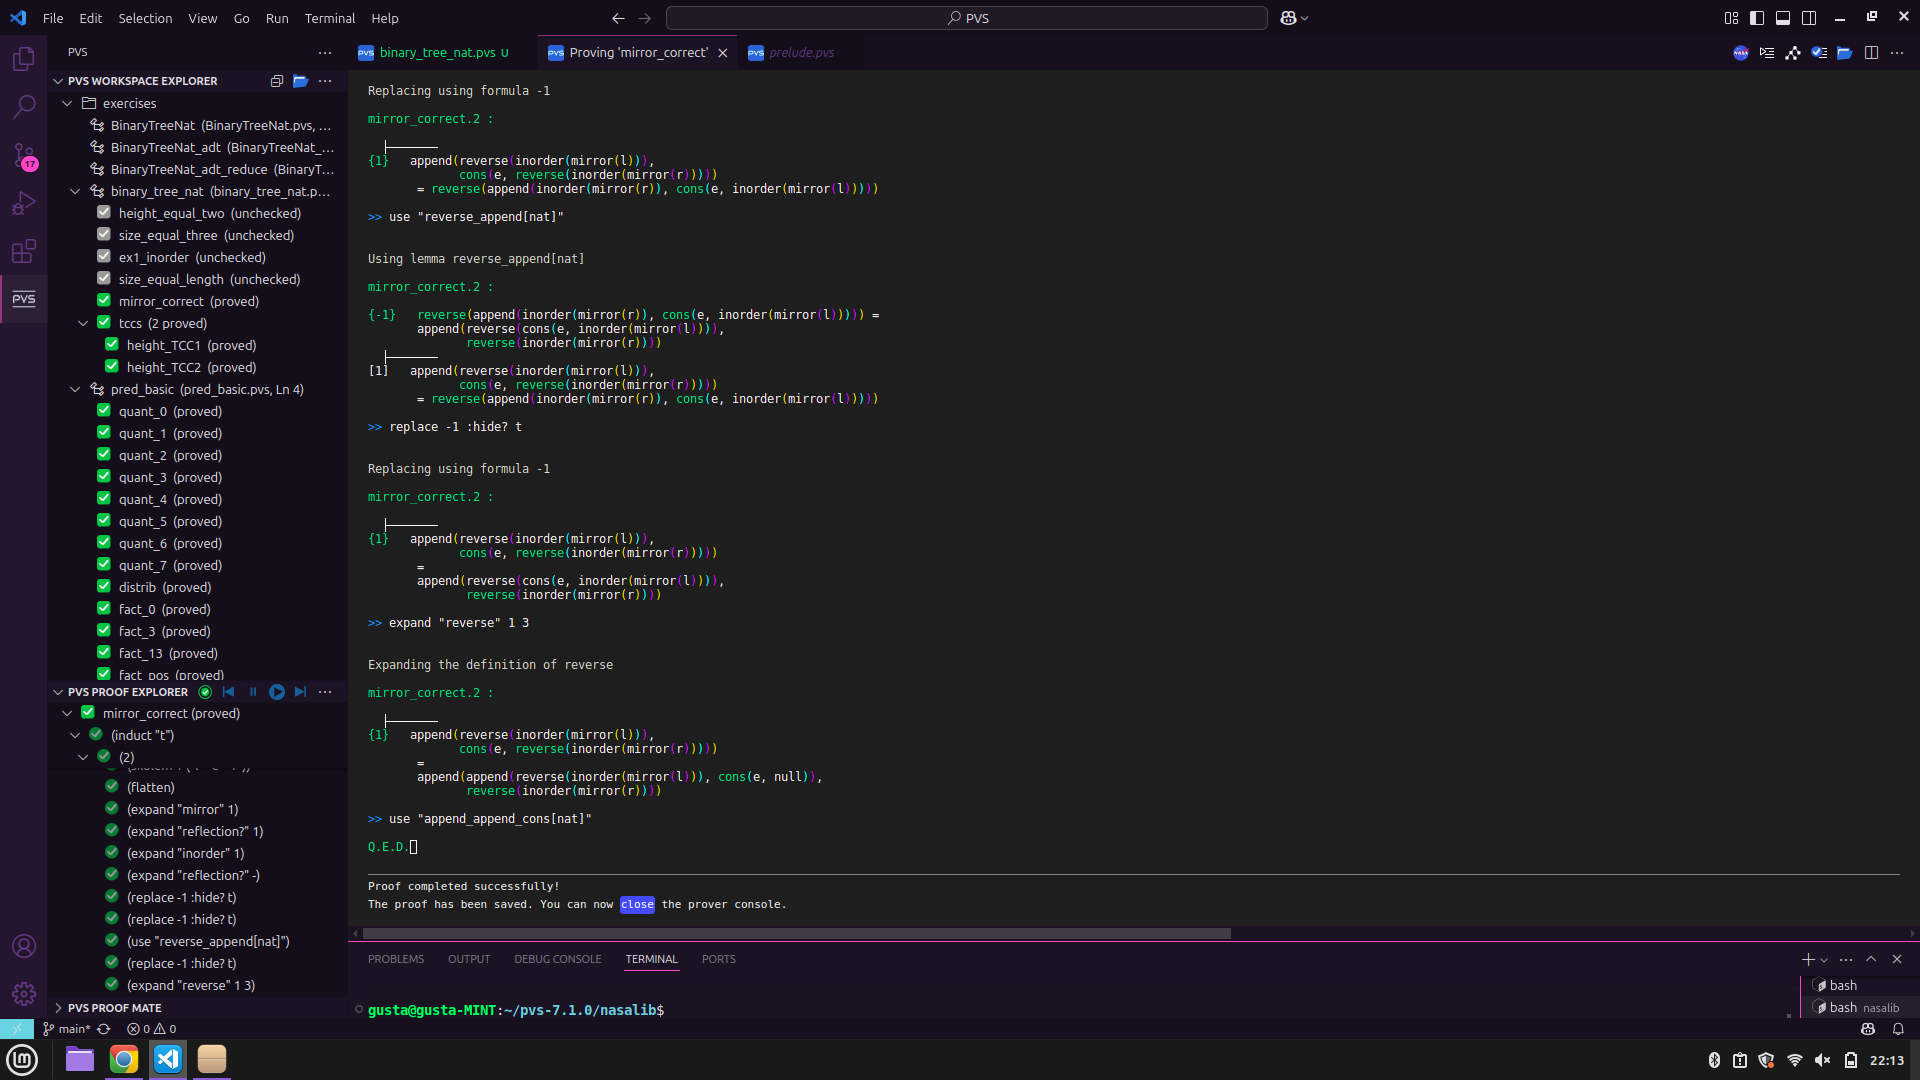 File Edit Selection View Go Run Terminal Help
PVS
PVS
PVS binary_tree_nat.pvs U
PVS Proving 'mirror_correct'
PVS prelude.pvs
PVS WORKSPACE EXPLORER
exercises
BinaryTreeNat (BinaryTreeNat.pvs, ...
BinaryTreeNat_adt (BinaryTreeNat_...
BinaryTreeNat_adt_reduce (BinaryT...
binary_tree_nat (binary_tree_nat.p...
height_equal_two (unchecked)
size_equal_three (unchecked)
ex1_inorder (unchecked)
size_equal_length (unchecked)
mirror_correct (proved)
tccs (2 proved)
height_TCC1 (proved)
height_TCC2 (proved)
pred_basic (pred_basic.pvs, Ln 4)
quant_0 (proved)
quant_1 (proved)
quant_2 (proved)
quant_3 (proved)
quant_4 (proved)
quant_5 (proved)
quant_6 (proved)
quant_7 (proved)
distrib (proved)
fact_0 (proved)
fact_3 (proved)
fact_13 (proved)
fact_pos (proved)
17
PVS
PVS PROOF EXPLORER
mirror_correct (proved)
(induct "t")
(2)
(flatten)
(expand "mirror" 1)
(expand "reflection?" 1)
(expand "inorder" 1)
(expand "reflection?" -)
(replace -1 :hide? t)
(replace -1 :hide? t)
(use "reverse_append[nat]")
(replace -1 :hide? t)
(expand "reverse" 1 3)
PVS PROOF MATE
Replacing using formula -1
mirror_correct.2 :
{1} append(reverse(inorder(mirror(l))),
cons(e, reverse(inorder(mirror(r)))))
= reverse(append(inorder(mirror(r)), cons(e, inorder(mirror(l)))))
>> use "reverse_append[nat]"
Using lemma reverse_append[nat]
mirror_correct.2 :
{-1} reverse(append(inorder(mirror(r)), cons(e, inorder(mirror(l))))) =
append(reverse(cons(e, inorder(mirror(l)))),
reverse(inorder(mirror(r))))
[1] append(reverse(inorder(mirror(l))),
cons(e, reverse(inorder(mirror(r)))))
= reverse(append(inorder(mirror(r)), cons(e, inorder(mirror(l)))))
>> replace -1 :hide? t
Replacing using formula -1
mirror_correct.2 :
{1} append(reverse(inorder(mirror(l))),
cons(e, reverse(inorder(mirror(r)))))
=
append(reverse(cons(e, inorder(mirror(l)))),
reverse(inorder(mirror(r))))
>> expand "reverse" 1 3
Expanding the definition of reverse
mirror_correct.2 :
{1} append(reverse(inorder(mirror(l))),
cons(e, reverse(inorder(mirror(r)))))
=
append(append(reverse(inorder(mirror(l))), cons(e, null)),
reverse(inorder(mirror(r))))
>> use "append_append_cons[nat]"
Q.E.D.
Proof completed successfully!
The proof has been saved. You can now close the prover console.
PROBLEMS OUTPUT DEBUG CONSOLE TERMINAL PORTS
gusta@gusta-MINT:~/pvs-7.1.0/nasalib$
bash
bash nasalib
main* 0 0
22:13